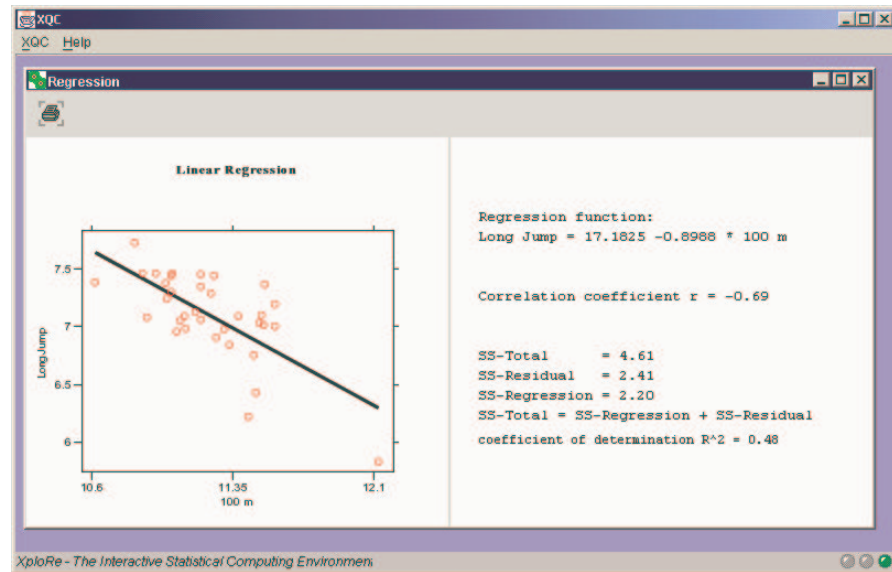 XQC
XQC Help
Regression
Linear Regression
7.5
7
6.5
6
Long Jump
10.6
11.35
12.1
100 m
Regression function:
Long Jump = 17.1825 -0.8988 * 100 m
Correlation coefficient r = -0.69
SS-Total = 4.61
SS-Residual = 2.41
SS-Regression = 2.20
SS-Total = SS-Regression + SS-Residual
coefficient of determination R^2 = 0.48
XploRe - The Interactive Statistical Computing Environment